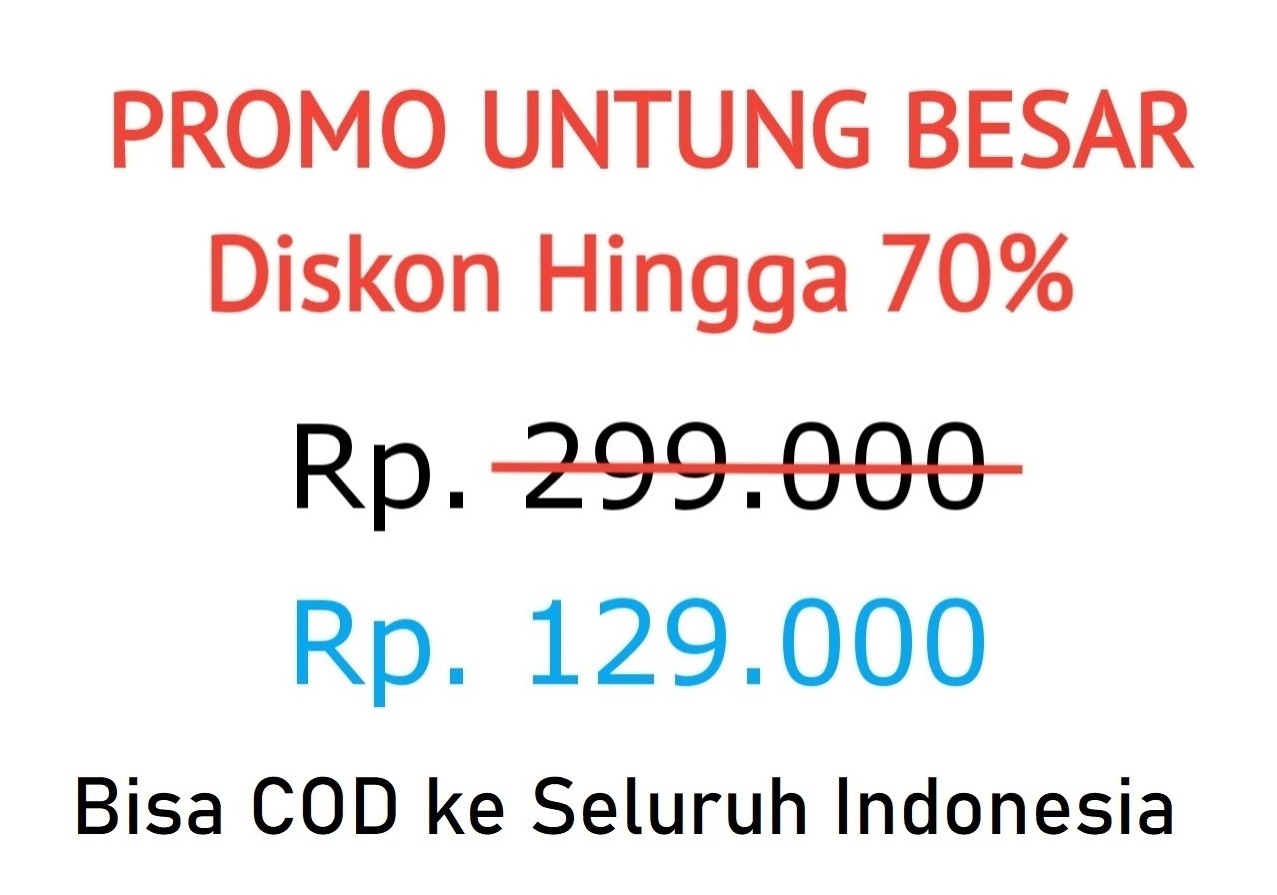 PROMO UNTUNG BESAR
Diskon Hingga 70%
Rp. 299.000
Rp. 129.000
Bisa COD ke Seluruh Indonesia